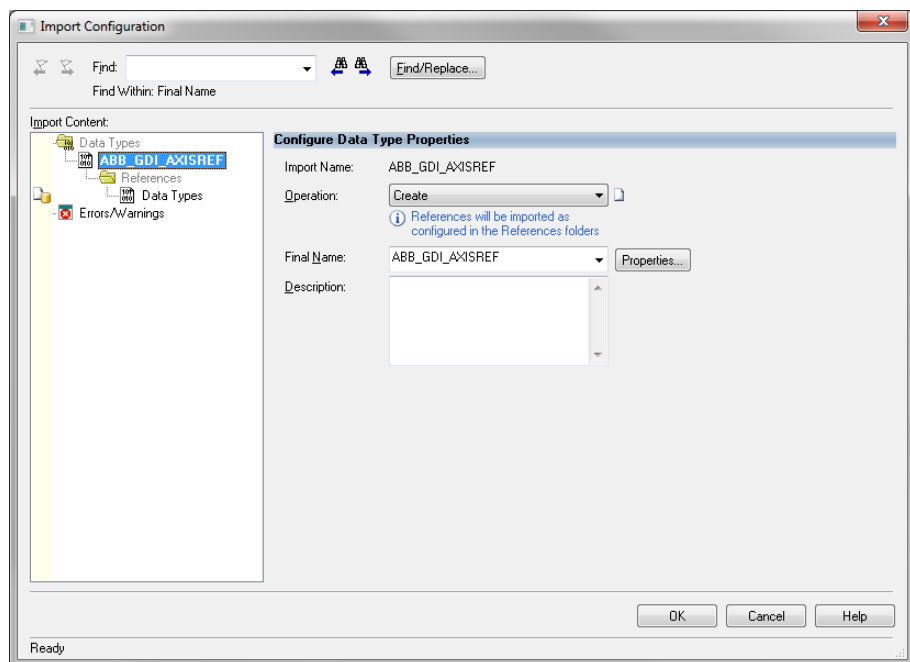 Import Configuration
Find:
Find/Replace...
Find Within: Final Name
Import Content:
Data Types
ABB_GDI_AXISREF
References
Data Types
Errors/Warnings
Configure Data Type Properties
Import Name: ABB_GDI_AXISREF
Operation: Create
References will be imported as
configured in the References folders
Final Name: ABB_GDI_AXISREF Properties...
Description:
OK Cancel Help
Ready